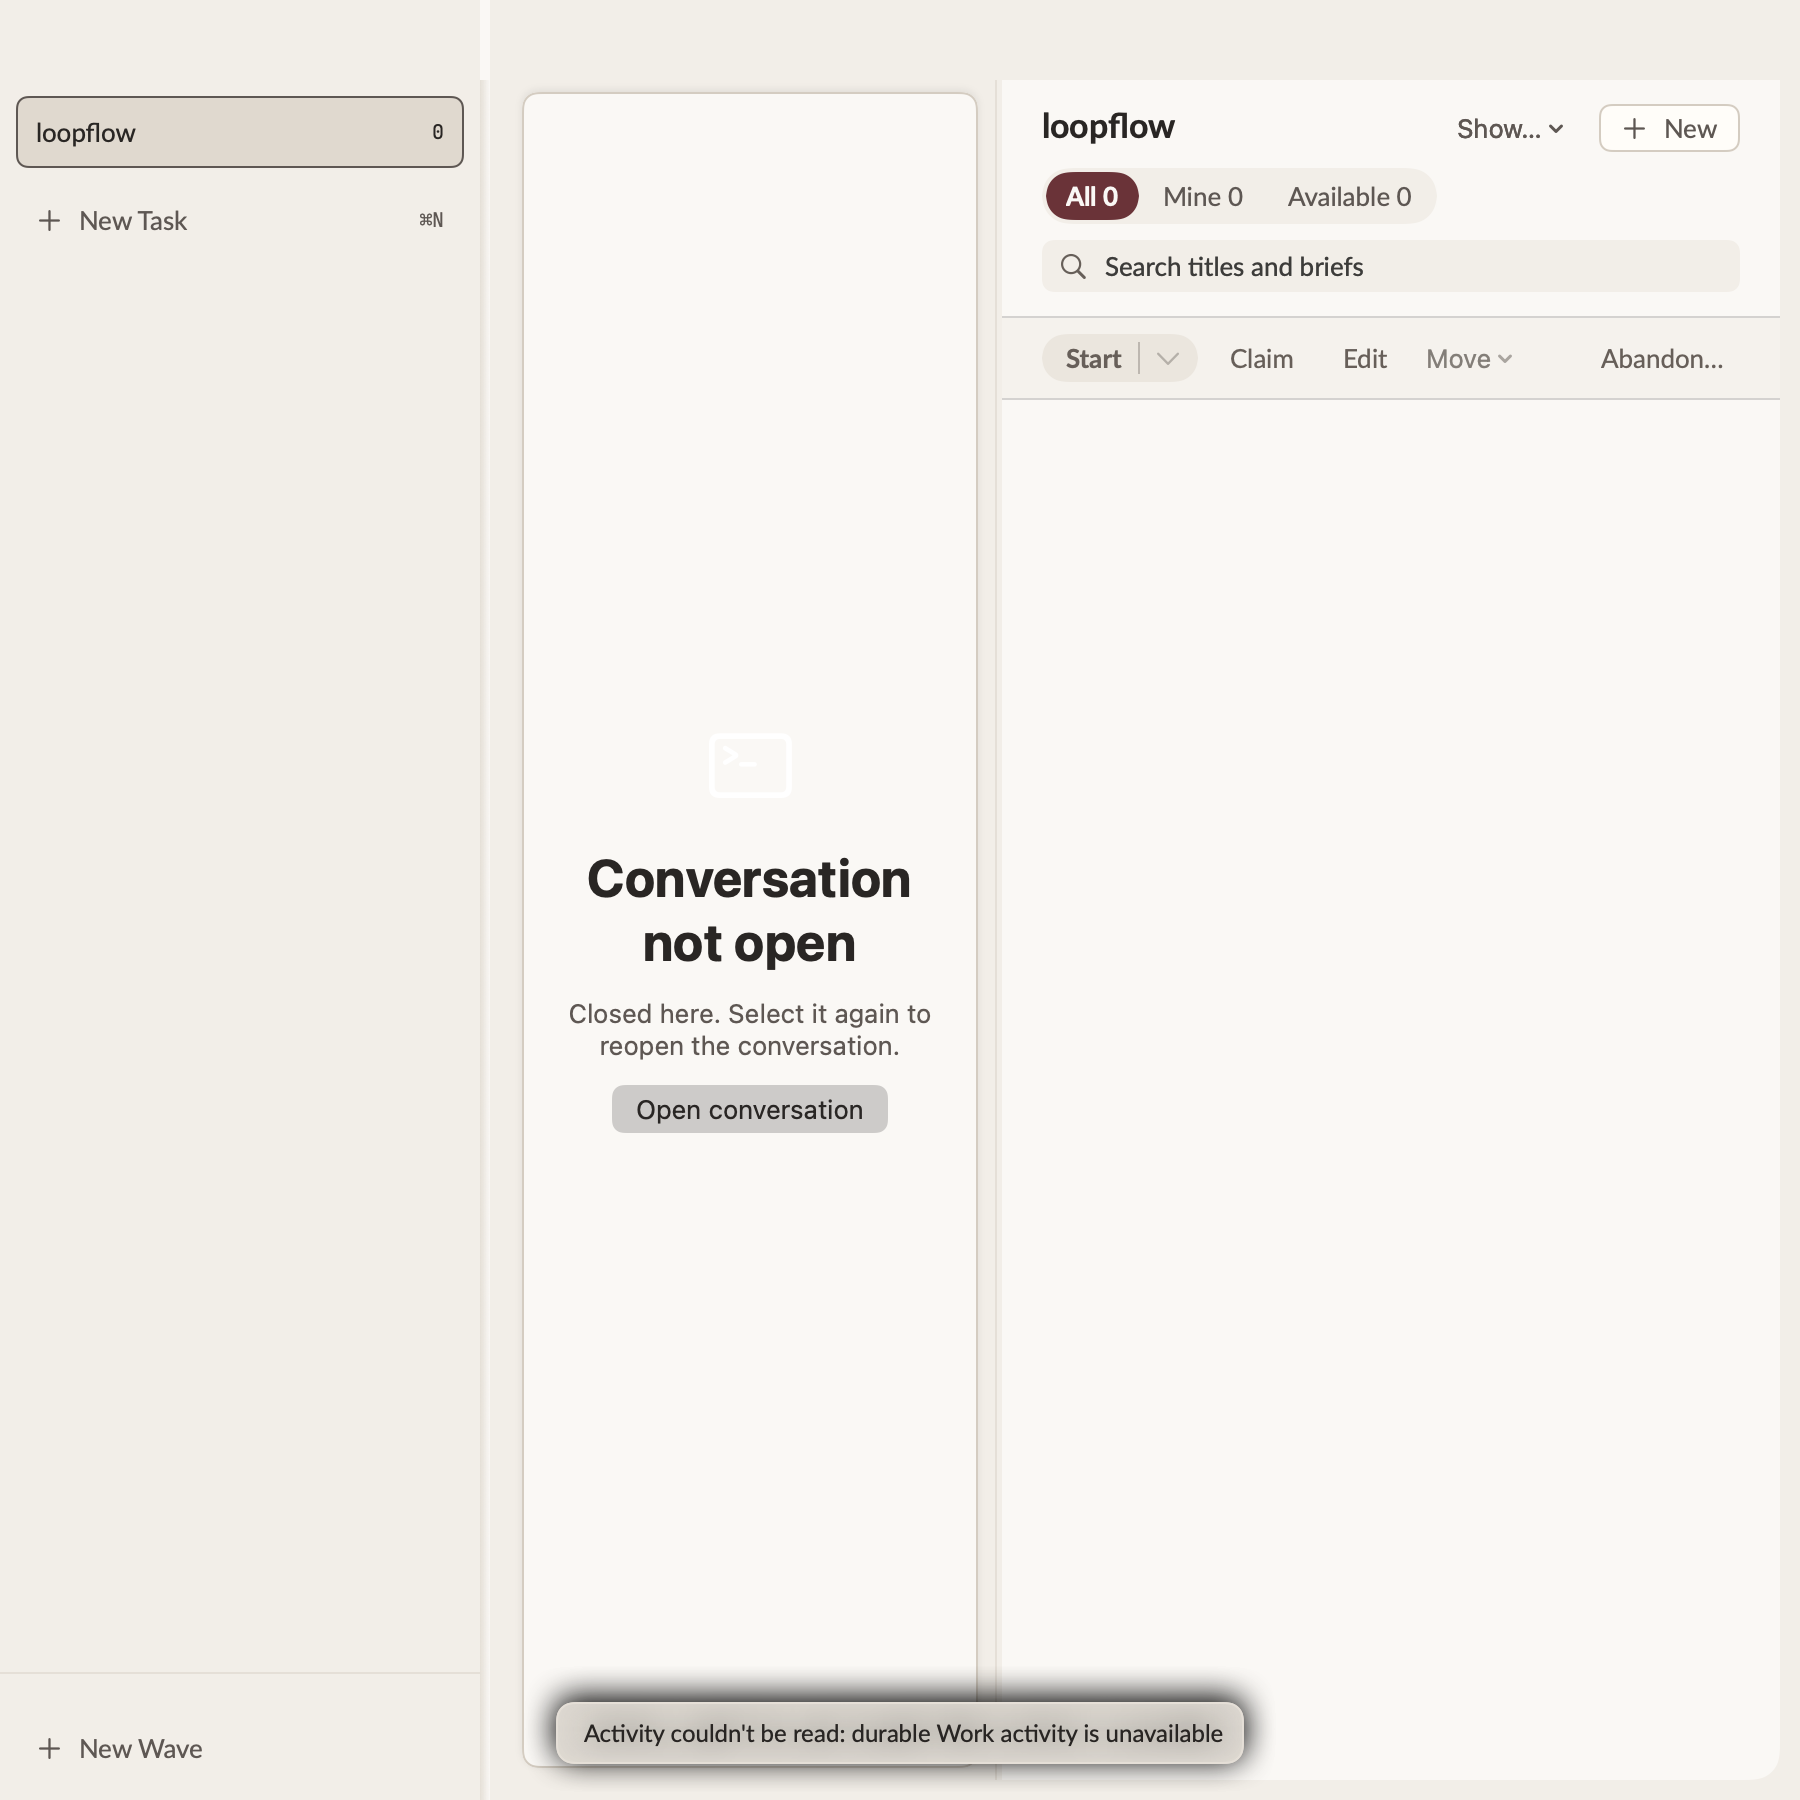 loopflow 0
New Task ⌘N
New Wave
>_
Conversation
not open
Closed here. Select it again to
reopen the conversation.
Open conversation
loopflow Show... New
All 0 Mine 0 Available 0
Search titles and briefs
Start Claim Edit Move Abandon...
Activity couldn't be read: durable Work activity is unavailable